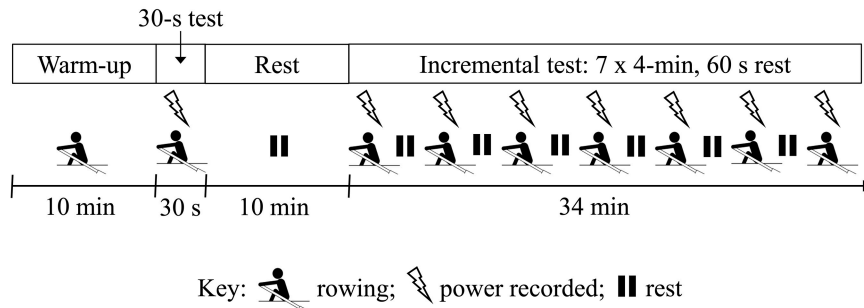 30-s test
Warm-up Rest Incremental test: 7 x 4-min, 60 s rest
10 min 30 s 10 min 34 min
Key: rowing; power recorded; rest